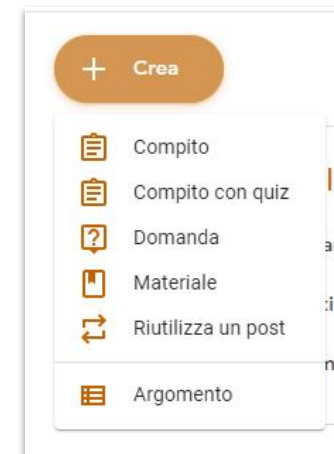 Crea
Compito
Compito con quiz
Domanda
Materiale
Riutilizza un post
Argomento